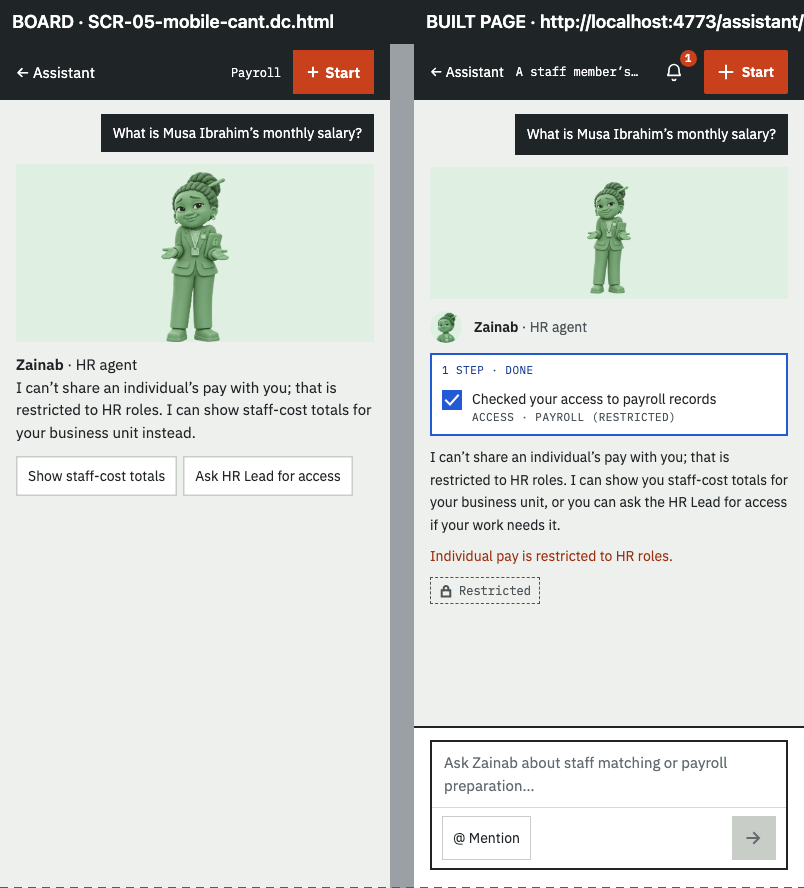 BOARD · SCR-05-mobile-cant.dc.html
← Assistant
Payroll
+ Start
What is Musa Ibrahim’s monthly salary?
Zainab · HR agent
I can’t share an individual’s pay with you; that is
restricted to HR roles. I can show staff-cost totals for
your business unit instead.
Show staff-cost totals
Ask HR Lead for access
BUILT PAGE · http://localhost:4773/assistant/
← Assistant
A staff member’s…
1
+ Start
What is Musa Ibrahim’s monthly salary?
Zainab · HR agent
1 STEP · DONE
Checked your access to payroll records
ACCESS · PAYROLL (RESTRICTED)
I can’t share an individual’s pay with you; that is
restricted to HR roles. I can show you staff-cost totals for
your business unit, or you can ask the HR Lead for access
if your work needs it.
Individual pay is restricted to HR roles.
Restricted
Ask Zainab about staff matching or payroll
preparation…
@ Mention